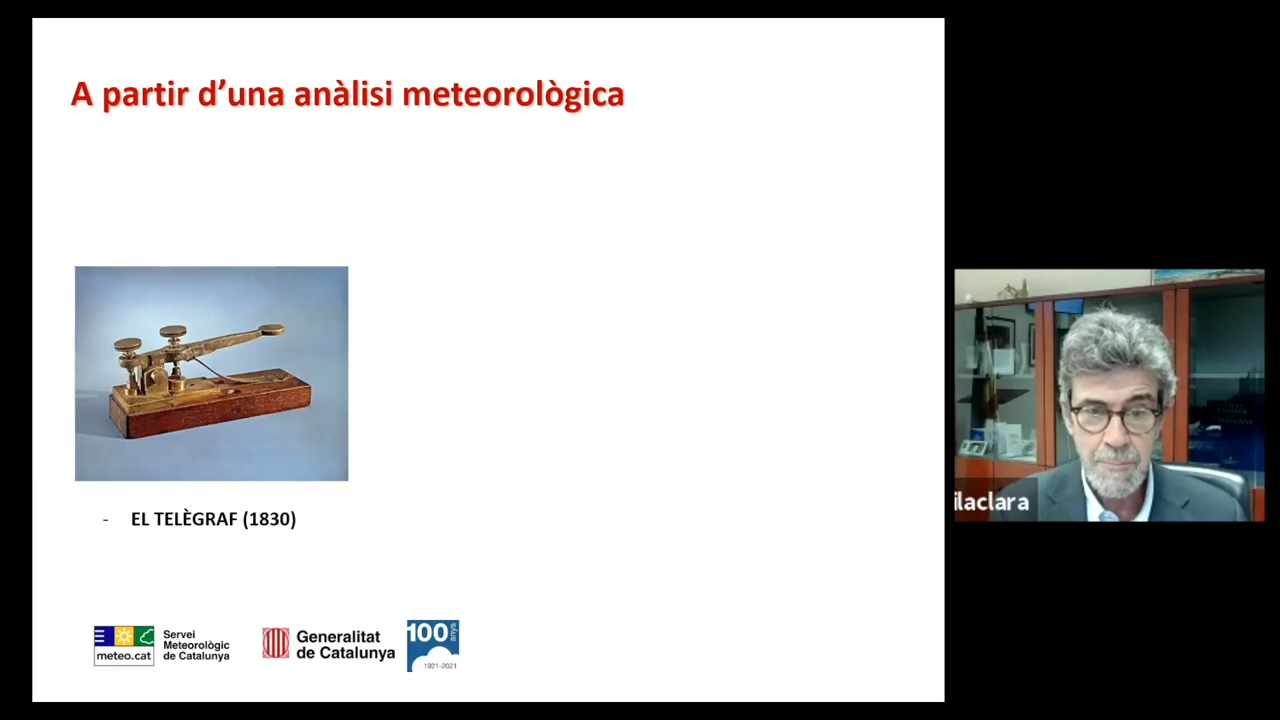 A partir d’una anàlisi meteorològica
- EL TELÈGRAF (1830)
Servei
Meteorològic
de Catalunya
meteo.cat
Generalitat
de Catalunya
100 anys
1921-2021
ilaclara